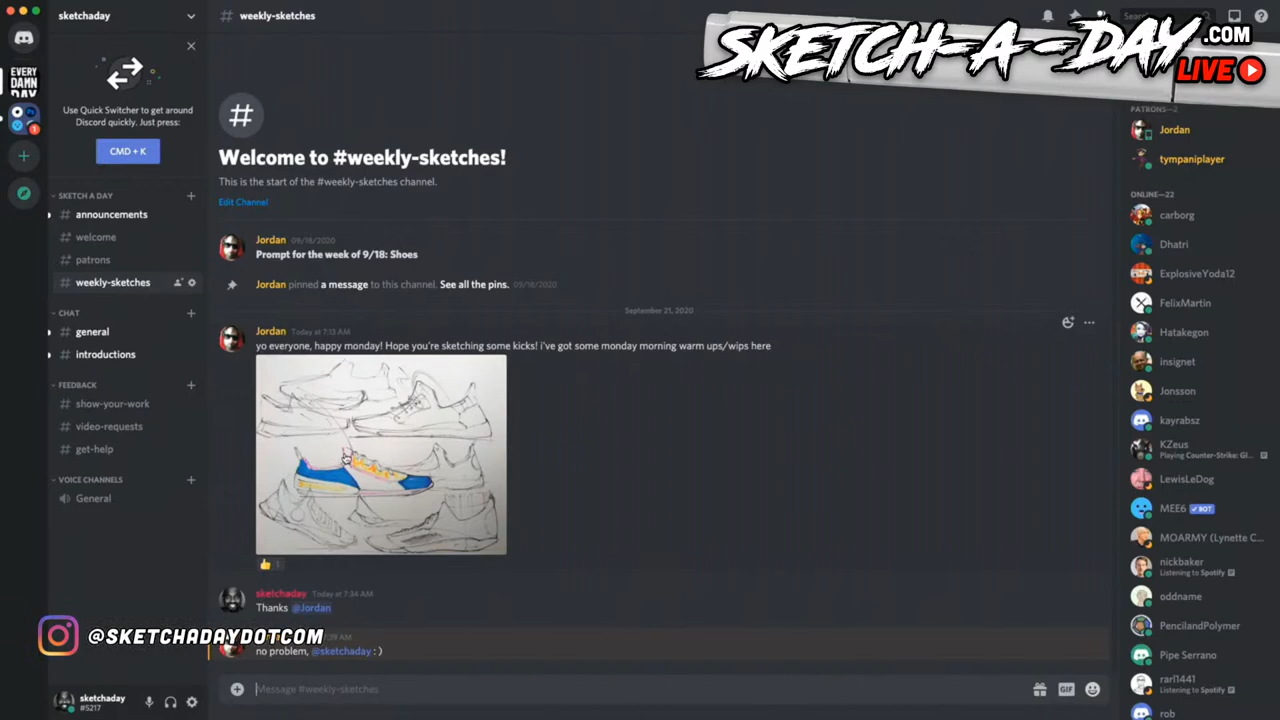 sketchaday
weekly-sketches
Search
SKETCH-A-DAY.COM
LIVE
EVERY
DAMN
DAY
Use Quick Switcher to get around
Discord quickly. Just press:
CMD + K
SKETCH A DAY
announcements
welcome
patrons
weekly-sketches
CHAT
general
introductions
FEEDBACK
show-your-work
video-requests
get-help
VOICE CHANNELS
General
@SKETCHADAYDOTCOM
sketchaday
#5217
Welcome to #weekly-sketches!
This is the start of the #weekly-sketches channel.
Edit Channel
Jordan 09/18/2020
Prompt for the week of 9/18: Shoes
Jordan pinned a message to this channel. See all the pins. 09/18/2020
September 21, 2020
Jordan Today at 7:13 AM
yo everyone, happy monday! Hope you're sketching some kicks! i've got some monday morning warm ups/wips here
1
sketchaday Today at 7:34 AM
Thanks @Jordan
no problem, @sketchaday : )
Message #weekly-sketches
GIF
PATRONS—2
Jordan
tympaniplayer
ONLINE—22
carborg
Dhatri
ExplosiveYoda12
FelixMartin
Hatakegon
insignet
Jonsson
kayrabsz
KZeus
Playing Counter-Strike: Gl...
LewisLeDog
MEE6 BOT
MOARMY (Lynette C...
nickbaker
Listening to Spotify
oddname
PencilandPolymer
Pipe Serrano
rarl1441
Listening to Spotify
rob